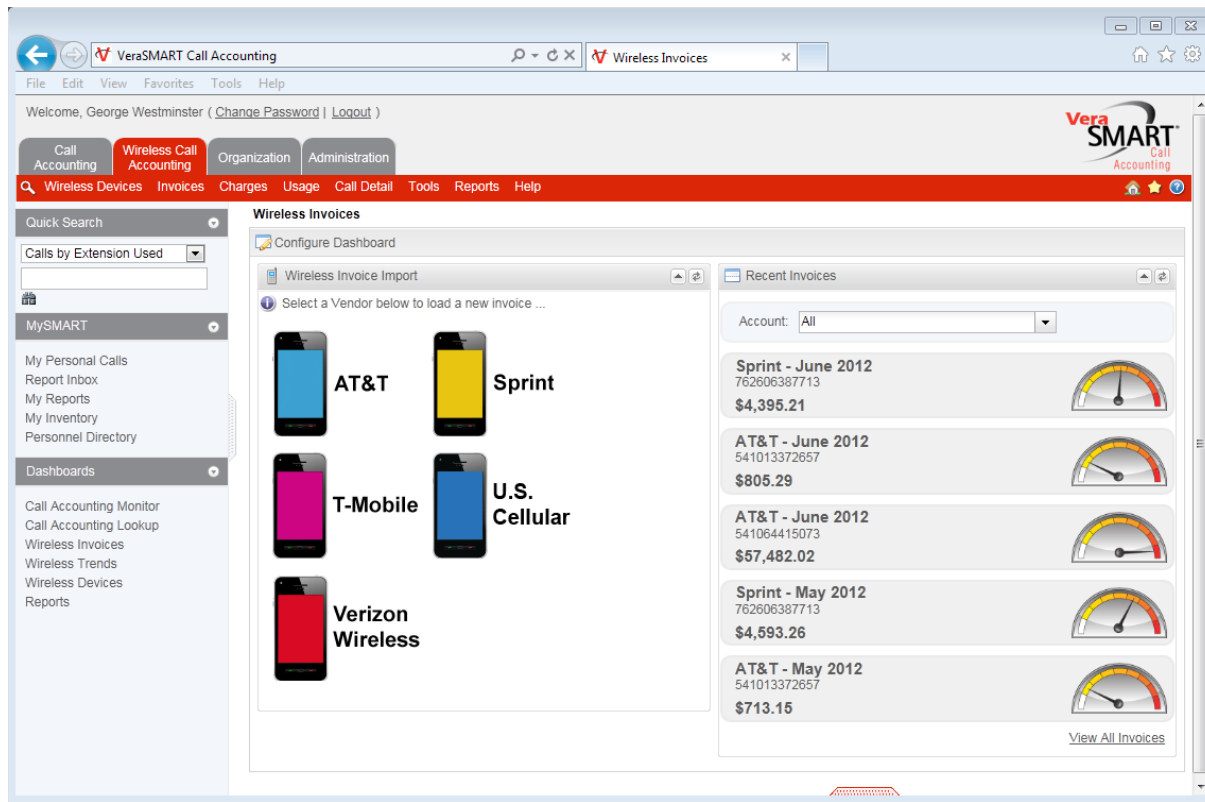 VeraSMART Call Accounting
Wireless Invoices
File Edit View Favorites Tools Help
Welcome, George Westminster ( Change Password | Logout )
Vera
SMART
Call
Accounting
Call
Accounting
Wireless Call
Accounting
Organization
Administration
Wireless Devices Invoices Charges Usage Call Detail Tools Reports Help
Quick Search
Calls by Extension Used
MySMART
My Personal Calls
Report Inbox
My Reports
My Inventory
Personnel Directory
Dashboards
Call Accounting Monitor
Call Accounting Lookup
Wireless Invoices
Wireless Trends
Wireless Devices
Reports
Wireless Invoices
Configure Dashboard
Wireless Invoice Import
Select a Vendor below to load a new invoice ...
AT&T
Sprint
T-Mobile
U.S.
Cellular
Verizon
Wireless
Recent Invoices
Account: All
Sprint - June 2012
762606387713
$4,395.21
AT&T - June 2012
541013372657
$805.29
AT&T - June 2012
541064415073
$57,482.02
Sprint - May 2012
762606387713
$4,593.26
AT&T - May 2012
541013372657
$713.15
View All Invoices